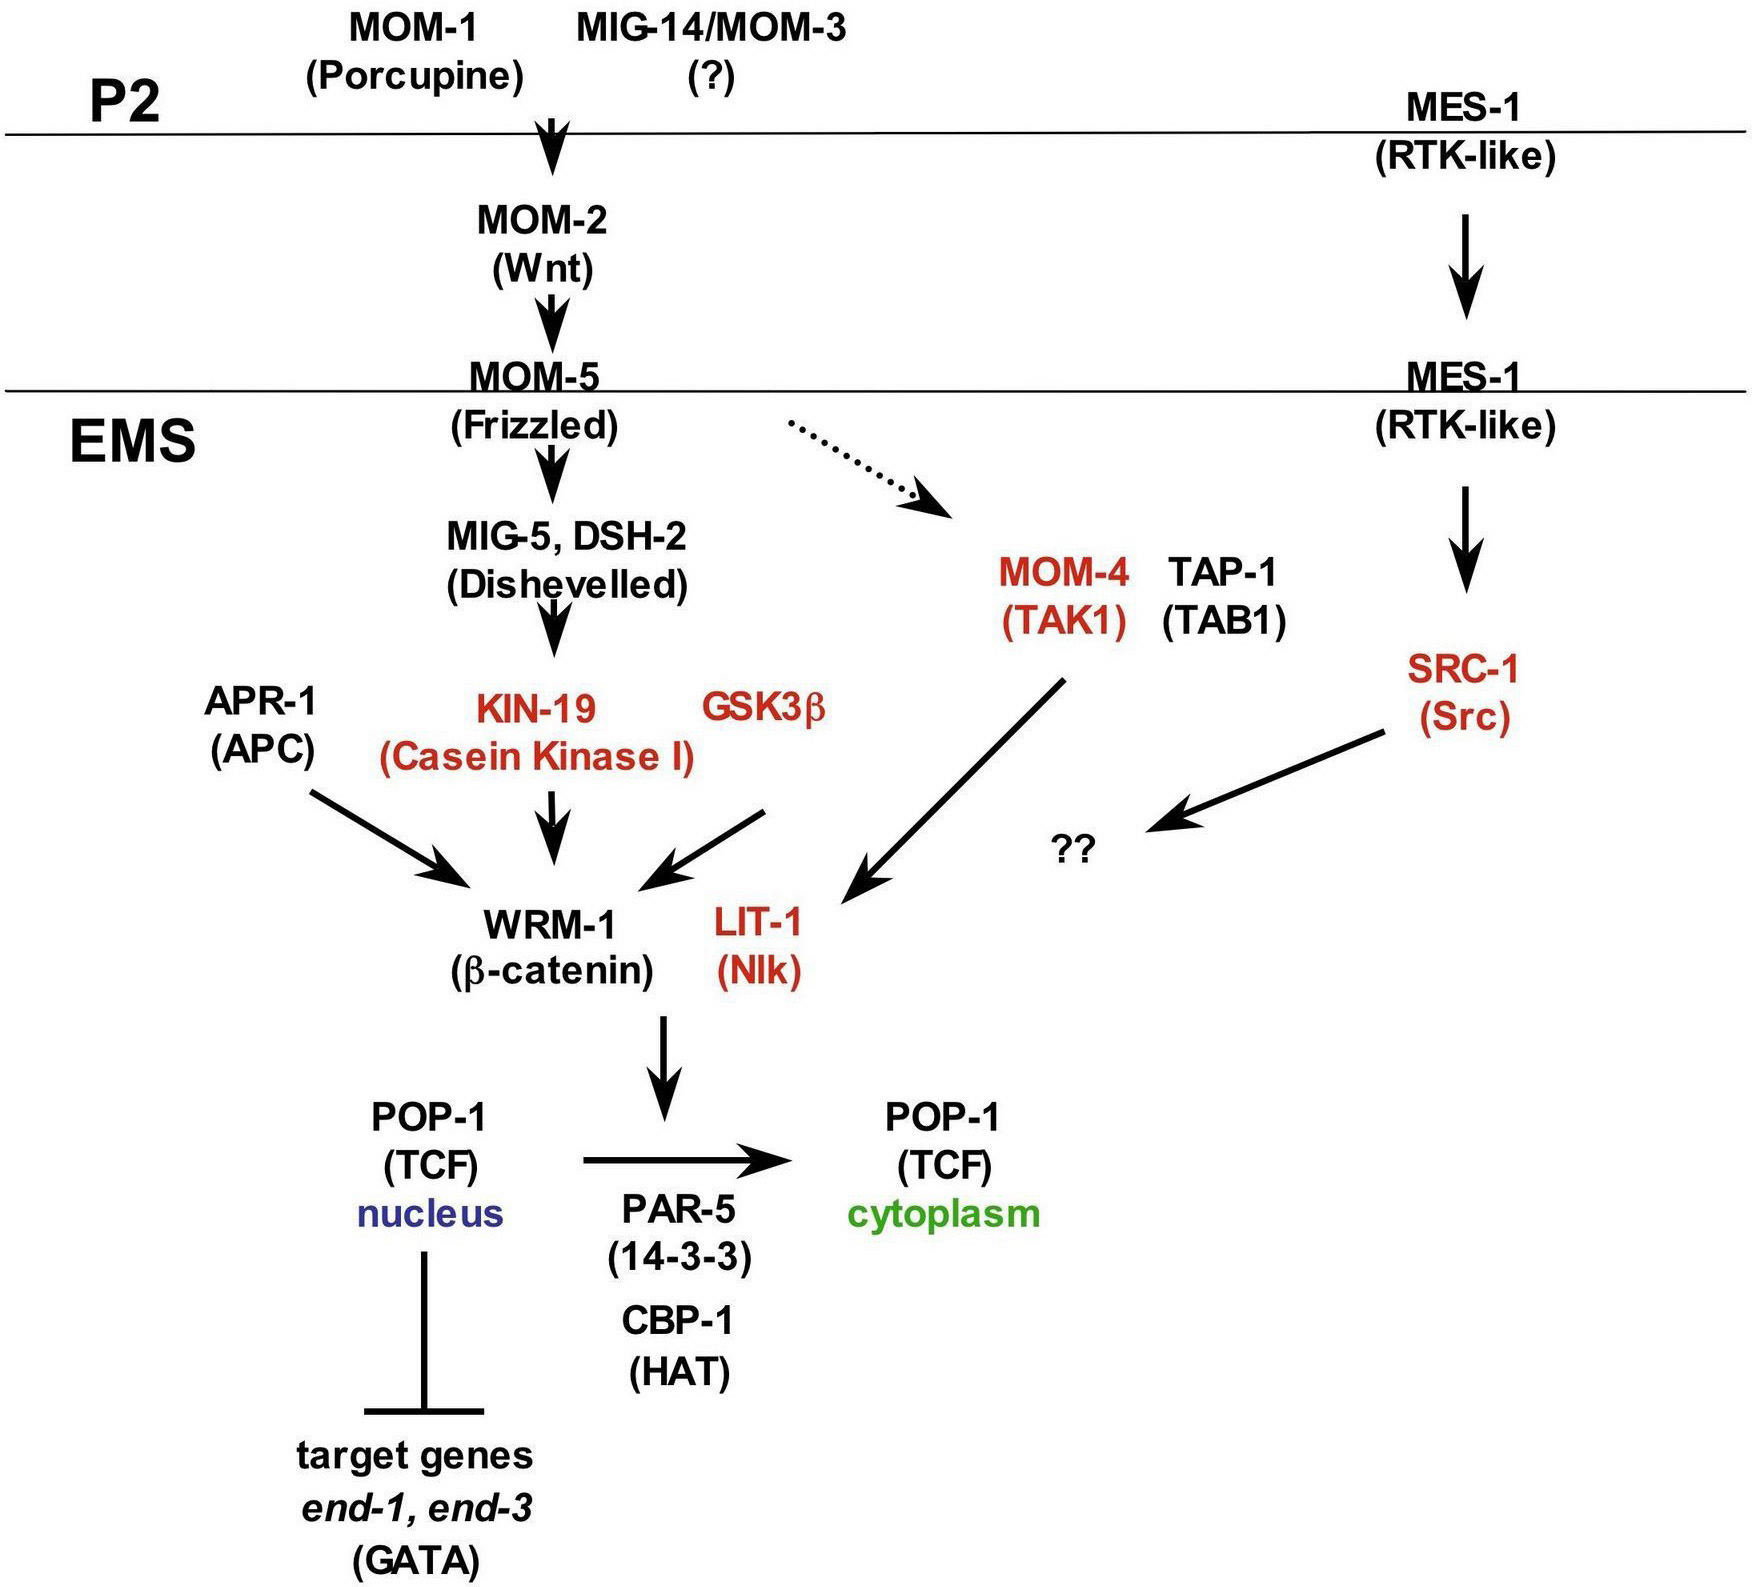 MOM-1
(Porcupine)
MIG-14/MOM-3
(?)
P2
MES-1
(RTK-like)
MOM-2
(Wnt)
MOM-5
(Frizzled)
MES-1
(RTK-like)
EMS
MIG-5, DSH-2
(Dishevelled)
MOM-4
(TAK1)
TAP-1
(TAB1)
SRC-1
(Src)
APR-1
(APC)
KIN-19
(Casein Kinase I)
GSK3β
??
WRM-1
(β-catenin)
LIT-1
(Nlk)
POP-1
(TCF)
nucleus
POP-1
(TCF)
cytoplasm
PAR-5
(14-3-3)
CBP-1
(HAT)
target genes
end-1, end-3
(GATA)